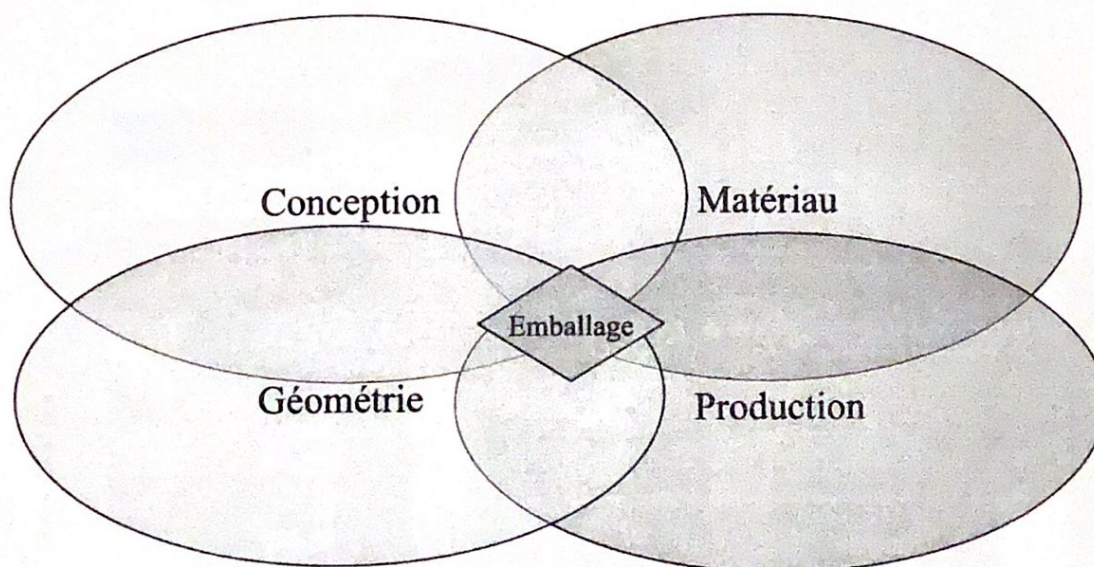 Conception
Matériau
Emballage
Géométrie
Production